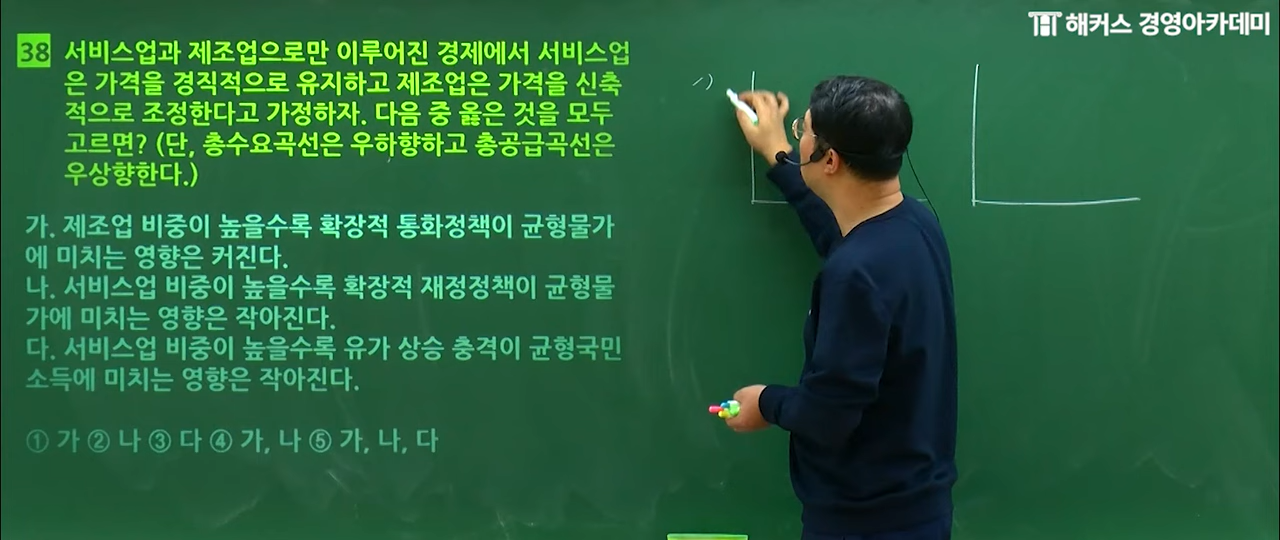 해커스 경영아카데미
38 서비스업과 제조업으로만 이루어진 경제에서 서비스업
은 가격을 경직적으로 유지하고 제조업은 가격을 신축
적으로 조정한다고 가정하자. 다음 중 옳은 것을 모두
고르면? (단, 총수요곡선은 우하향하고 총공급곡선은
우상향한다.)
가. 제조업 비중이 높을수록 확장적 통화정책이 균형물가
에 미치는 영향은 커진다.
나. 서비스업 비중이 높을수록 확장적 재정정책이 균형물
가에 미치는 영향은 작아진다.
다. 서비스업 비중이 높을수록 유가 상승 충격이 균형국민
소득에 미치는 영향은 작아진다.
① 가 ② 나 ③ 다 ④ 가, 나 ⑤ 가, 나, 다